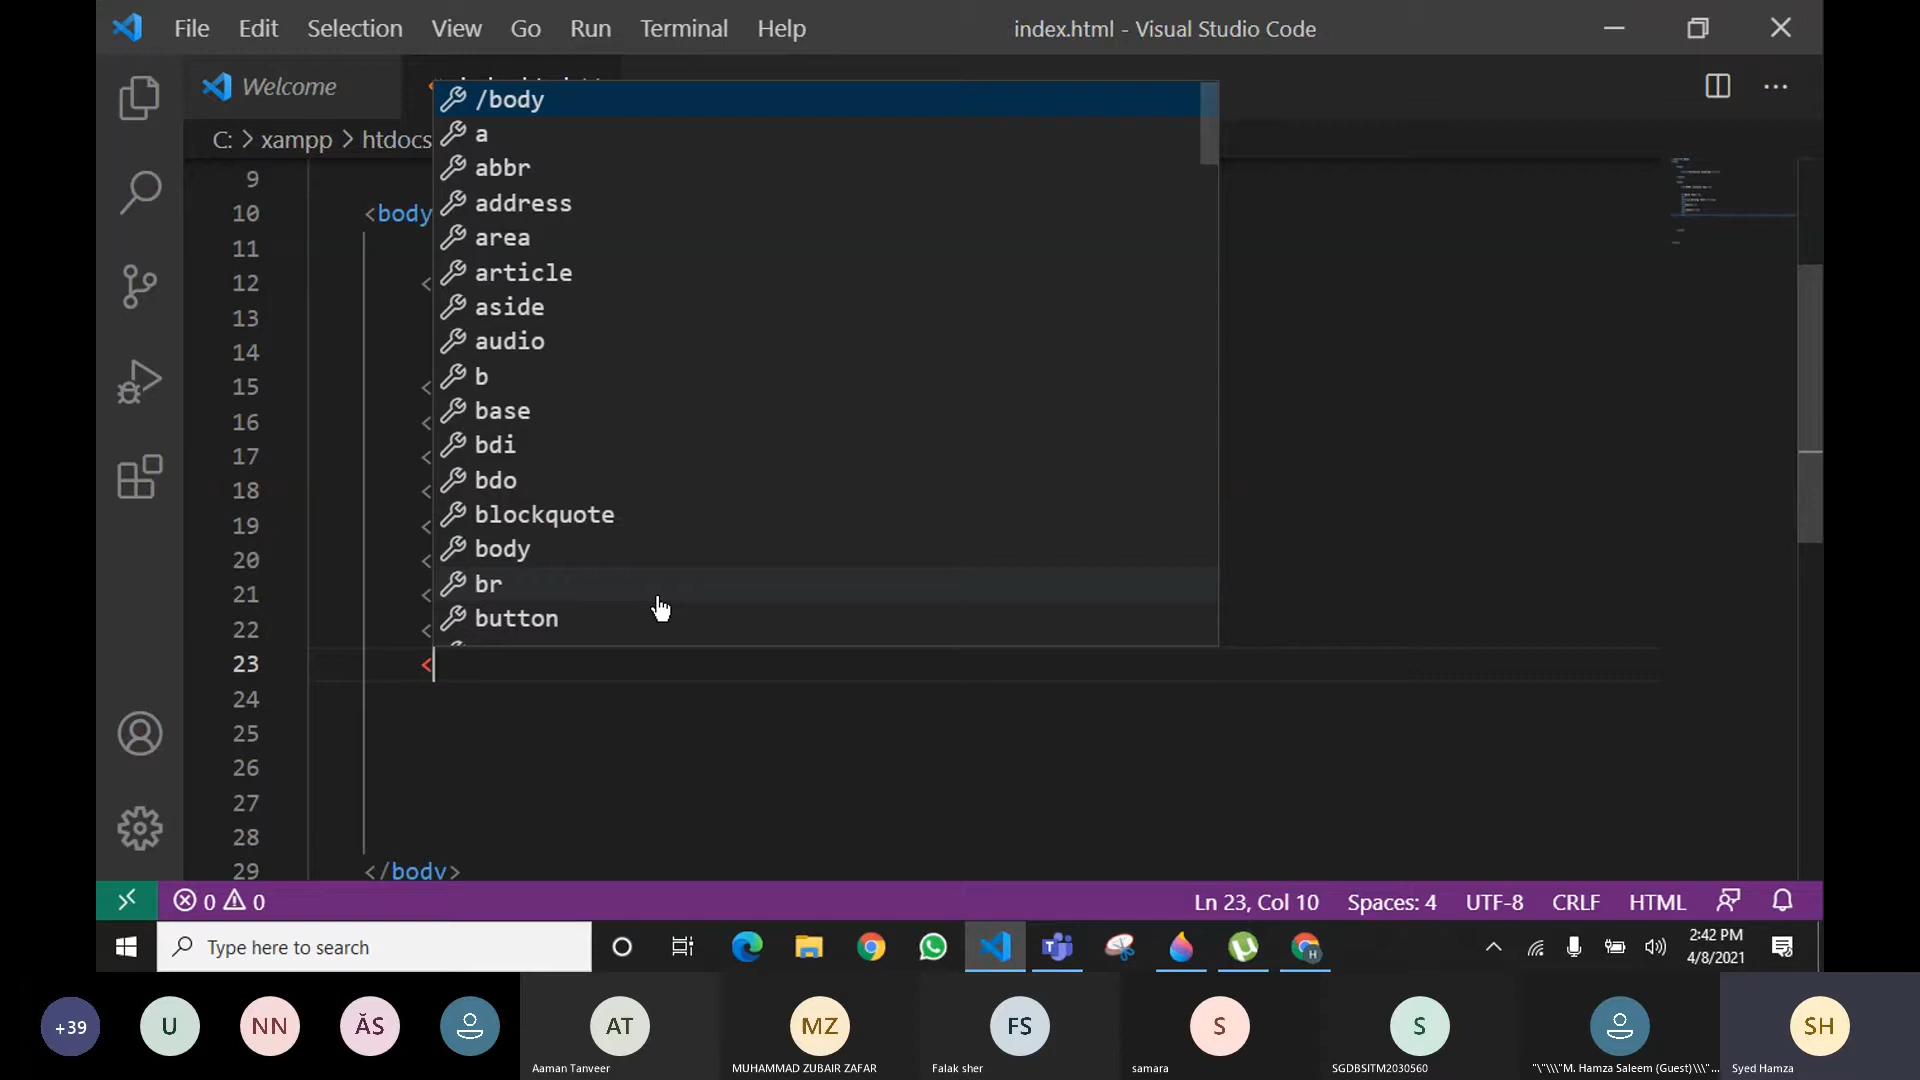 File Edit Selection View Go Run Terminal Help index.html - Visual Studio Code
Welcome
C: > xampp > htdocs
/body
a
abbr
address
area
article
aside
audio
b
base
bdi
bdo
blockquote
body
br
button
9
10 <body
11
12 <
13
14
15 <
16 <
17 <
18 <
19 <
20 <
21 <
22 <
23 <
24
25
26
27
28
29 </body>
0 0 Ln 23, Col 10 Spaces: 4 UTF-8 CRLF HTML
Type here to search
2:42 PM
4/8/2021
+39 U NN ĂS AT MZ FS S S SH
Aaman Tanveer MUHAMMAD ZUBAIR ZAFAR Falak sher samara SGDBSITM2030560 "\"\\\"M. Hamza Saleem (Guest)\\\"... Syed Hamza